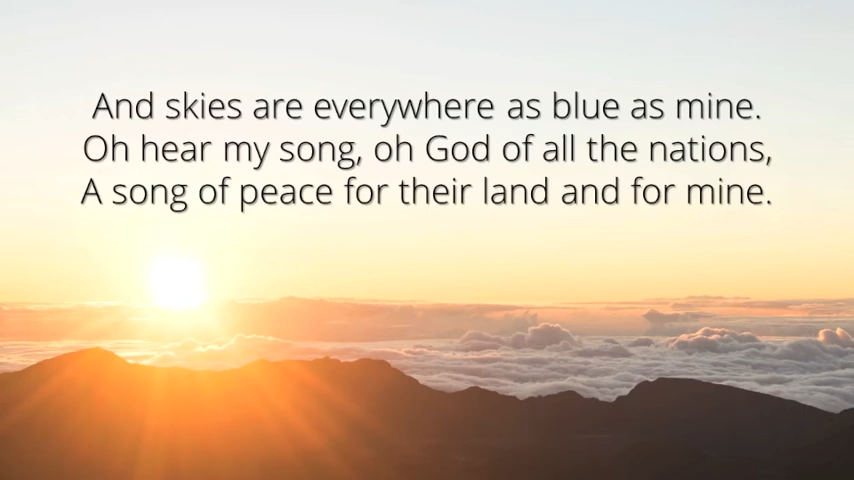 And skies are everywhere as blue as mine.
Oh hear my song, oh God of all the nations,
A song of peace for their land and for mine.